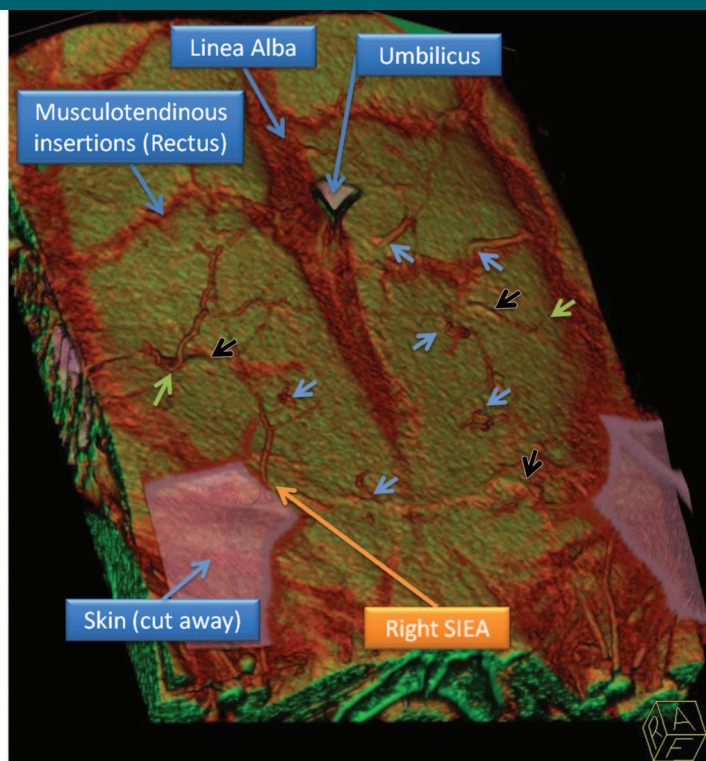 Linea Alba
Umbilicus
Musculotendinous
insertions (Rectus)
Skin (cut away)
Right SIEA
R A
F